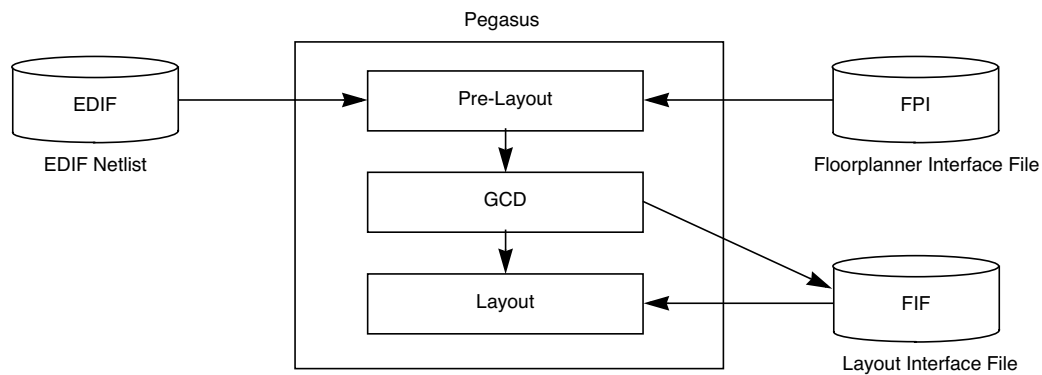 Pegasus
EDIF
EDIF Netlist
Pre-Layout
FPI
Floorplanner Interface File
GCD
Layout
FIF
Layout Interface File